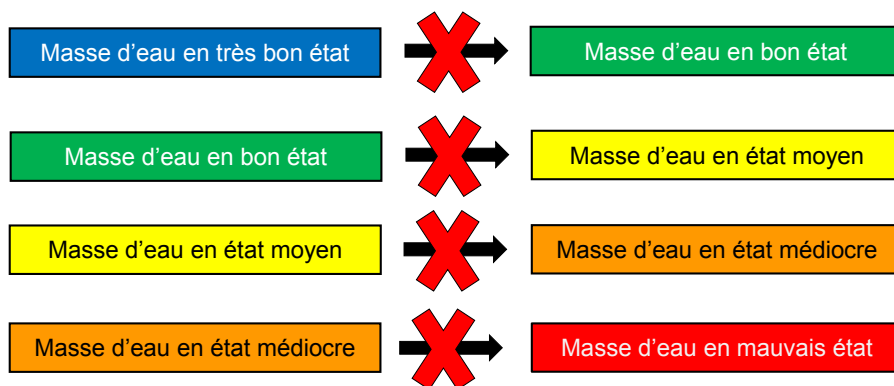 Masse d’eau en très bon état
Masse d’eau en bon état
Masse d’eau en bon état
Masse d’eau en état moyen
Masse d’eau en état moyen
Masse d’eau en état médiocre
Masse d’eau en état médiocre
Masse d’eau en mauvais état